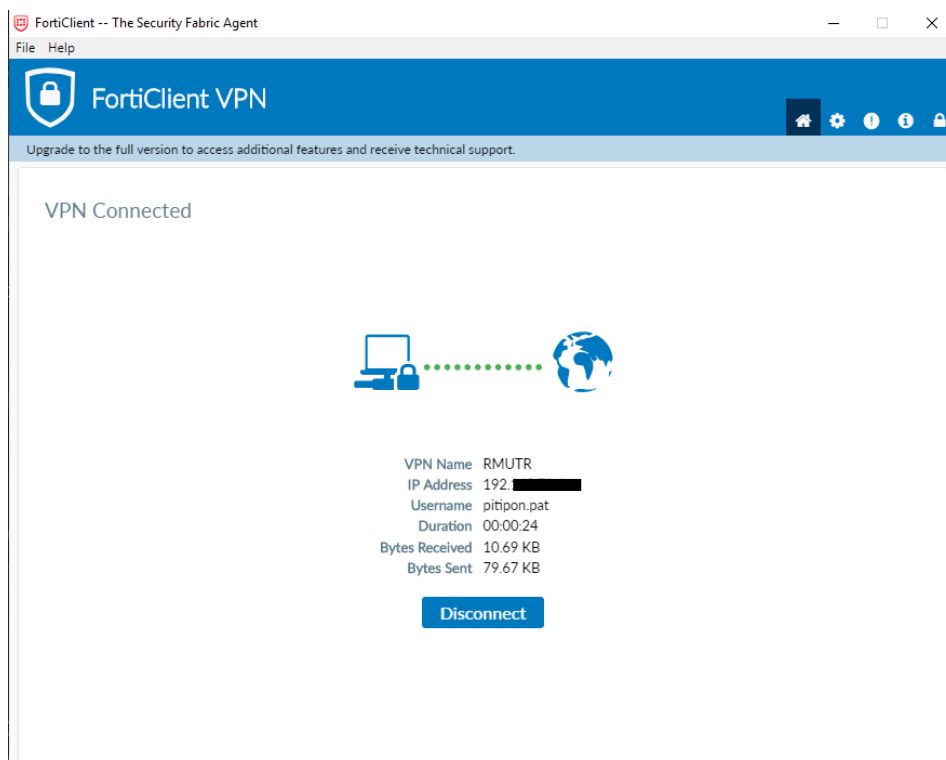 FortiClient -- The Security Fabric Agent
File Help
FortiClient VPN
Upgrade to the full version to access additional features and receive technical support.
VPN Connected
VPN Name RMUTR
IP Address 192.
Username pitipon.pat
Duration 00:00:24
Bytes Received 10.69 KB
Bytes Sent 79.67 KB
Disconnect